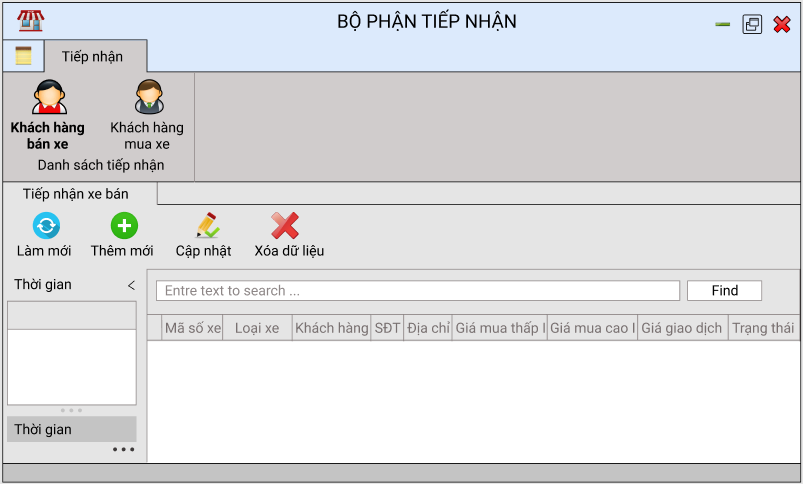 BỘ PHẬN TIẾP NHẬN
Tiếp nhận
Khách hàng
bán xe
Khách hàng
mua xe
Danh sách tiếp nhận
Tiếp nhận xe bán
Làm mới
Thêm mới
Cập nhật
Xóa dữ liệu
Thời gian <
Entre text to search ...
Find
Mã số xe
Loại xe
Khách hàng
SĐT
Địa chỉ
Giá mua thấp l
Giá mua cao l
Giá giao dịch
Trạng thái
Thời gian